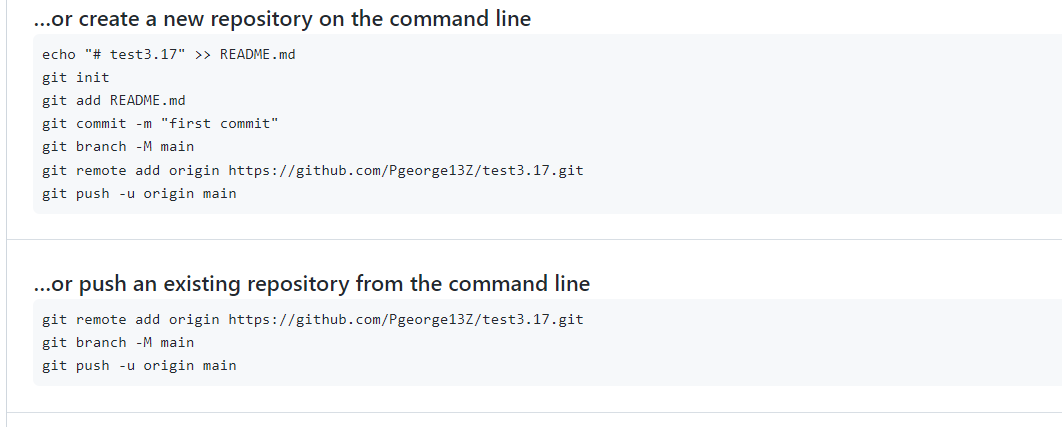 ...or create a new repository on the command line
echo "# test3.17" >> README.md
git init
git add README.md
git commit -m "first commit"
git branch -M main
git remote add origin https://github.com/Pgeorge13Z/test3.17.git
git push -u origin main
...or push an existing repository from the command line
git remote add origin https://github.com/Pgeorge13Z/test3.17.git
git branch -M main
git push -u origin main